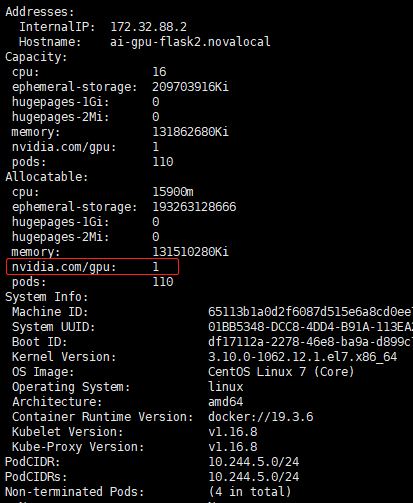 Addresses:
InternalIP: 172.32.88.2
Hostname: ai-gpu-flask2.novalocal
Capacity:
cpu: 16
ephemeral-storage: 209703916Ki
hugepages-1Gi: 0
hugepages-2Mi: 0
memory: 131862680Ki
nvidia.com/gpu: 1
pods: 110
Allocatable:
cpu: 15900m
ephemeral-storage: 193263128666
hugepages-1Gi: 0
hugepages-2Mi: 0
memory: 131510280Ki
nvidia.com/gpu: 1
pods: 110
System Info:
Machine ID: 65113b1a0d2f6087d515e6a8cd0ee
System UUID: 01BB5348-DCC8-4DD4-B91A-113EA
Boot ID: df17112a-2278-46e8-ba9a-d899c
Kernel Version: 3.10.0-1062.12.1.el7.x86_64
OS Image: CentOS Linux 7 (Core)
Operating System: linux
Architecture: amd64
Container Runtime Version: docker://19.3.6
Kubelet Version: v1.16.8
Kube-Proxy Version: v1.16.8
PodCIDR: 10.244.5.0/24
PodCIDRs: 10.244.5.0/24
Non-terminated Pods: (4 in total)